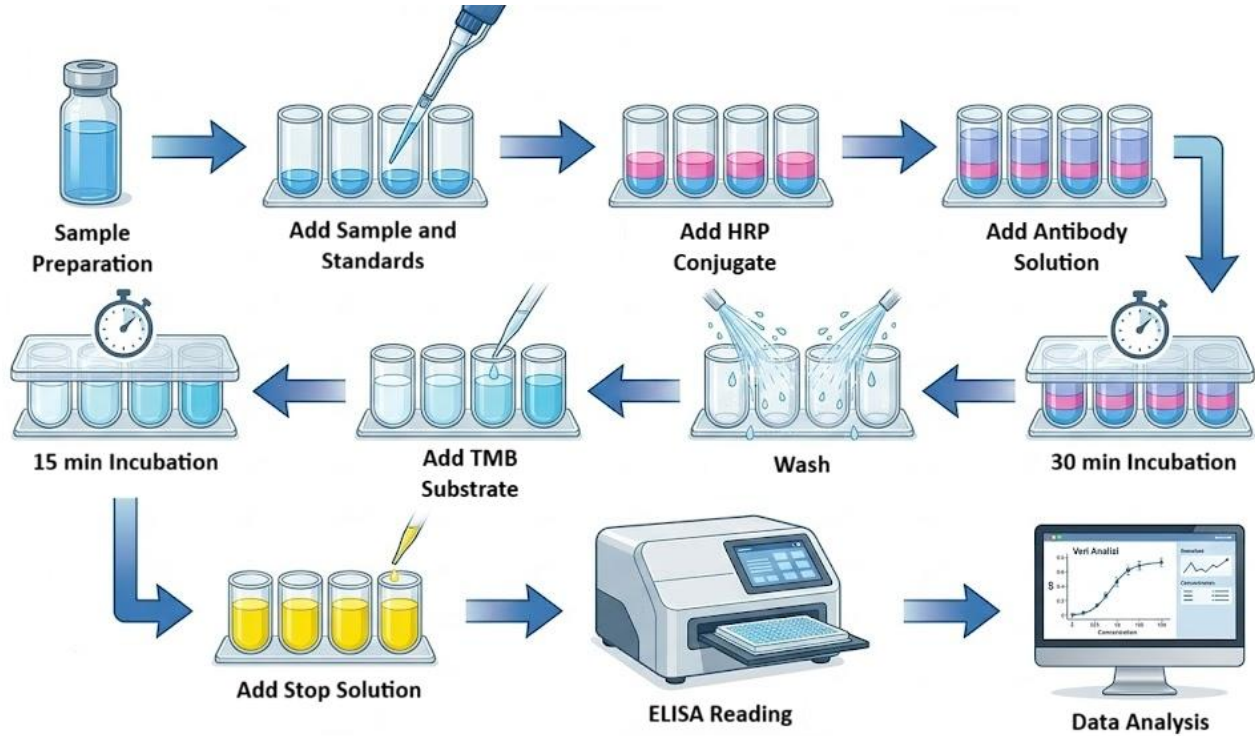 Sample
Preparation
Add Sample and
Standards
Add HRP
Conjugate
Add Antibody
Solution
15 min Incubation
Add TMB
Substrate
Wash
30 min Incubation
Add Stop Solution
ELISA Reading
Veri Analizi
S
Data Analysis